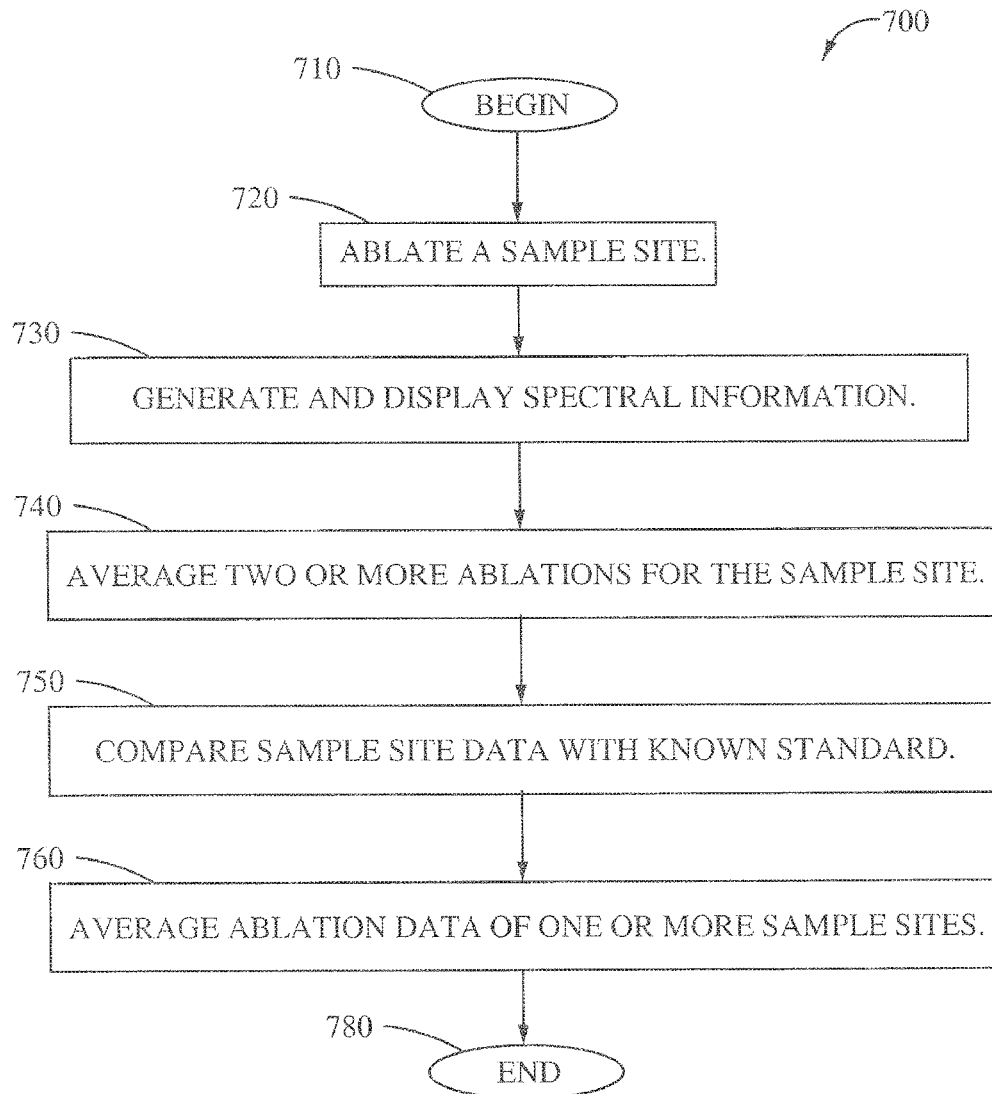 700
710
BEGIN
720
ABLATE A SAMPLE SITE.
730
GENERATE AND DISPLAY SPECTRAL INFORMATION.
740
AVERAGE TWO OR MORE ABLATIONS FOR THE SAMPLE SITE.
750
COMPARE SAMPLE SITE DATA WITH KNOWN STANDARD.
760
AVERAGE ABLATION DATA OF ONE OR MORE SAMPLE SITES.
780
END